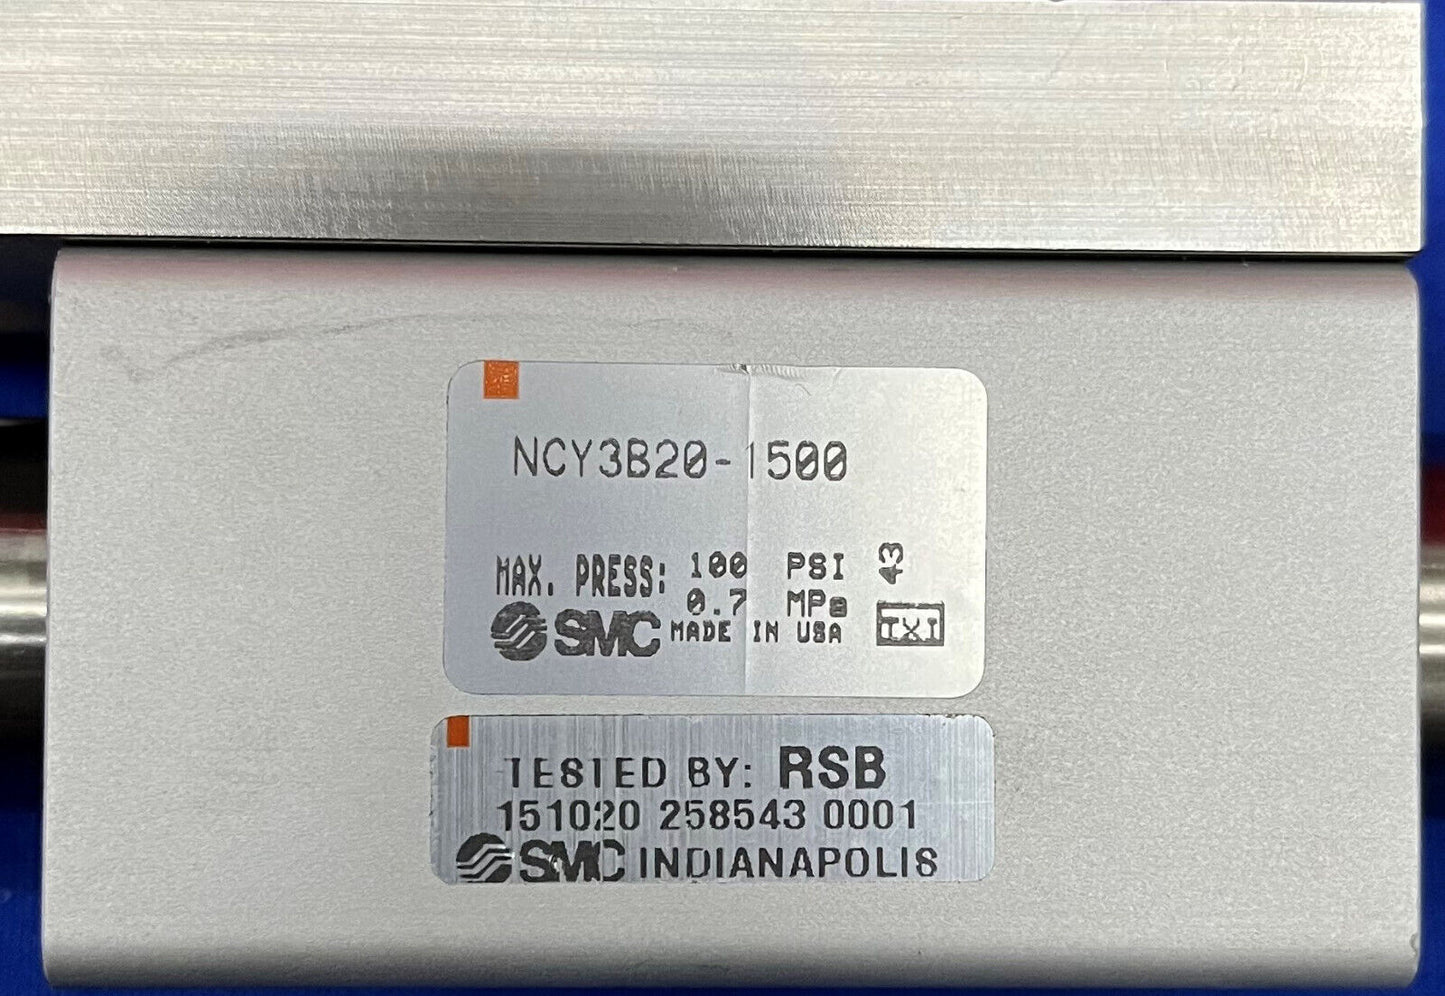 NCY3B20-1500
MAX. PRESS: 100 PSI 43
0.7 MPa
SMC MADE IN USA TXI
TESTED BY: RSB
151020 258543 0001
SMC INDIANAPOLIS